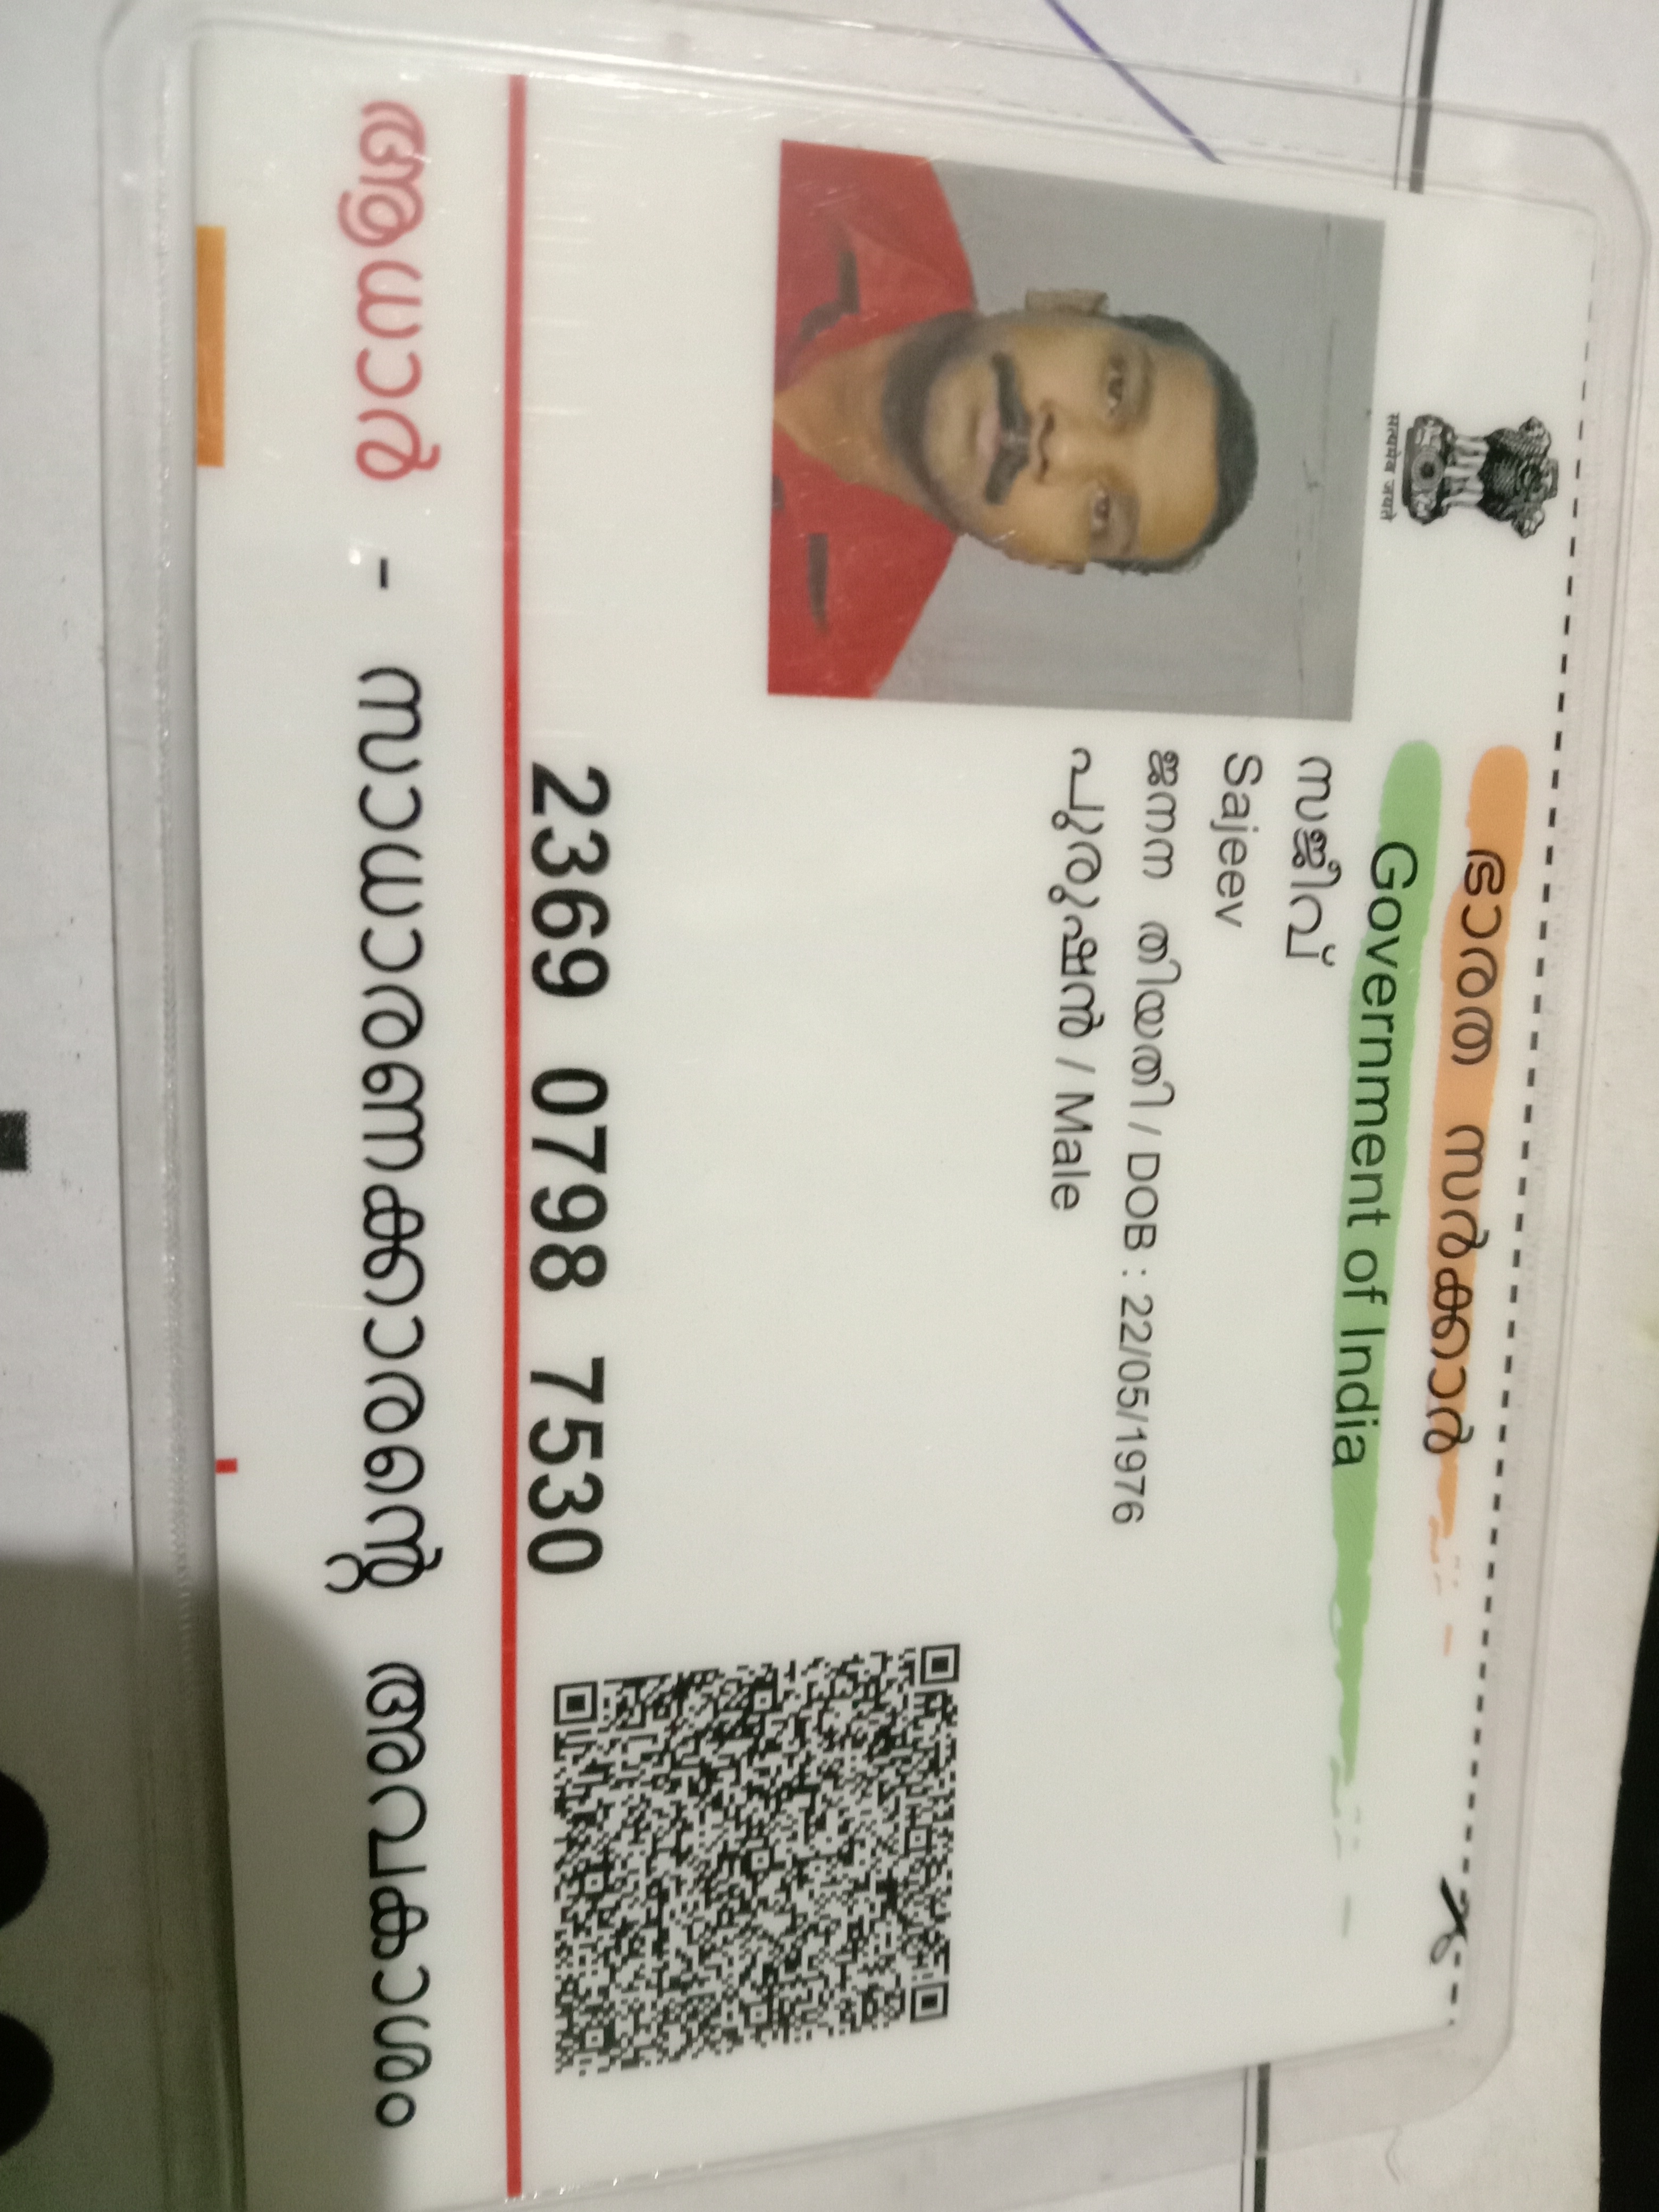 ഭാരത സർക്കാർ
Government of India
सत्यमेव जयते
സജീവ്
Sajeev
ജനന തിയതി / DOB : 22/05/1976
പുരുഷൻ / Male
2369 0798 7530
ആധാർ - സാധാരണക്കാരന്റെ അവകാശം